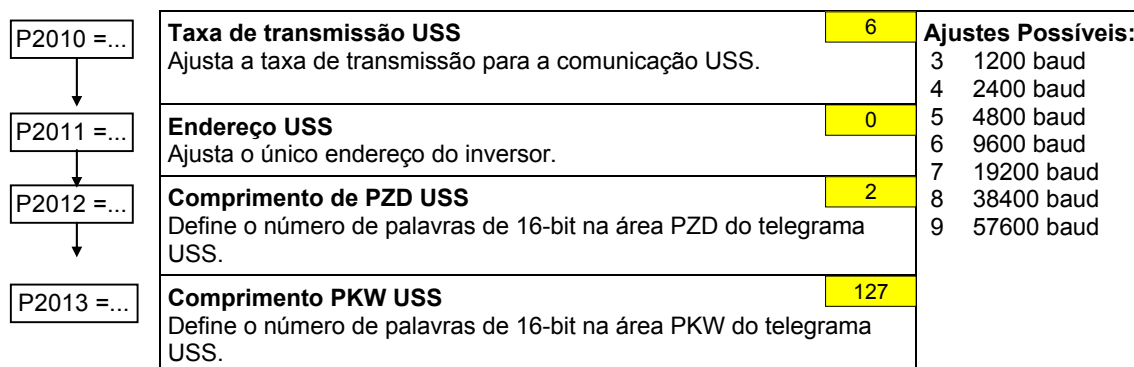 P2010 =...
Taxa de transmissão USS
6
Ajusta a taxa de transmissão para a comunicação USS.
P2011 =...
Endereço USS
0
Ajusta o único endereço do inversor.
P2012 =...
Comprimento de PZD USS
2
Define o número de palavras de 16-bit na área PZD do telegrama
USS.
P2013 =...
Comprimento PKW USS
127
Define o número de palavras de 16-bit na área PKW do telegrama
USS.
Ajustes Possíveis:
3 1200 baud
4 2400 baud
5 4800 baud
6 9600 baud
7 19200 baud
8 38400 baud
9 57600 baud